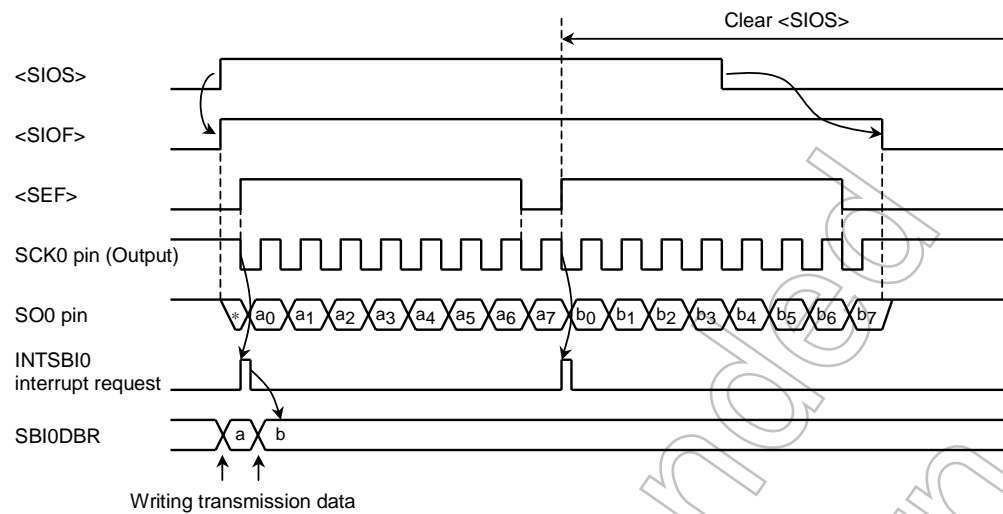 Clear <SIOS>
<SIOS>
<SIOF>
<SEF>
SCK0 pin (Output)
SO0 pin
* a0 a1 a2 a3 a4 a5 a6 a7 b0 b1 b2 b3 b4 b5 b6 b7
INTSBI0
interrupt request
SBI0DBR
a b
Writing transmission data